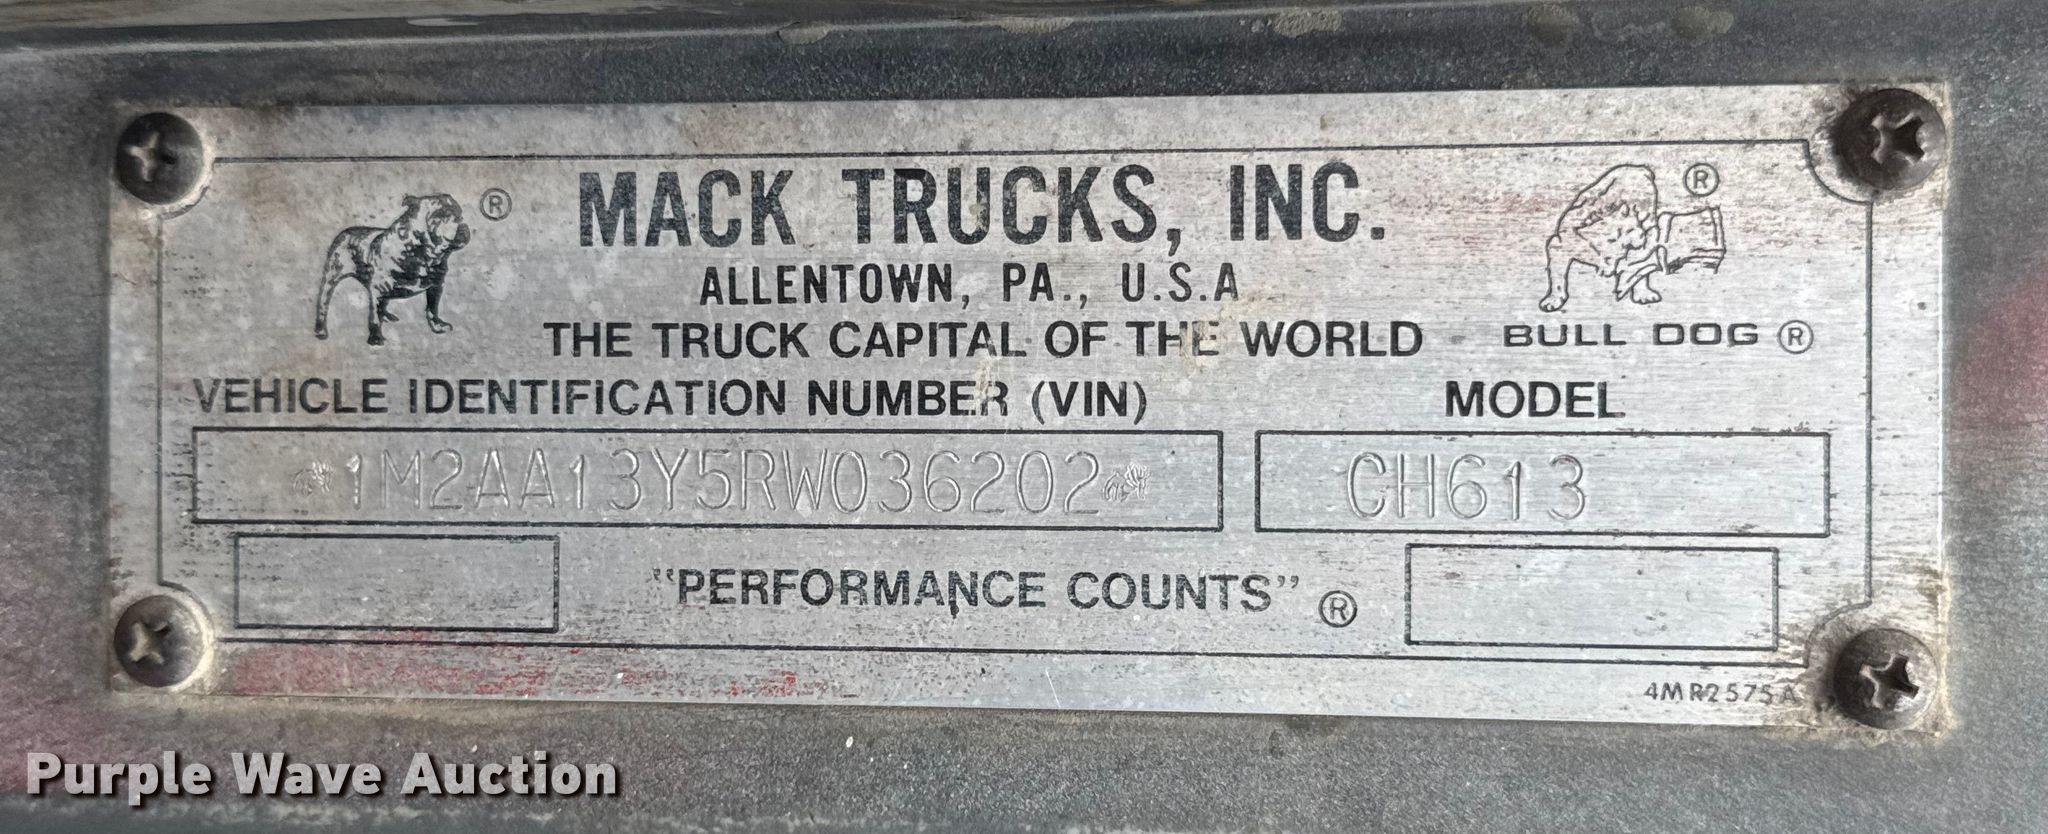 ® MACK TRUCKS, INC. ®
ALLENTOWN, PA., U.S.A
THE TRUCK CAPITAL OF THE WORLD
BULL DOG ®
VEHICLE IDENTIFICATION NUMBER (VIN)
MODEL
1M2AA13Y5RW036202
CH613
"PERFORMANCE COUNTS" ®
4MR2575A
Purple Wave Auction